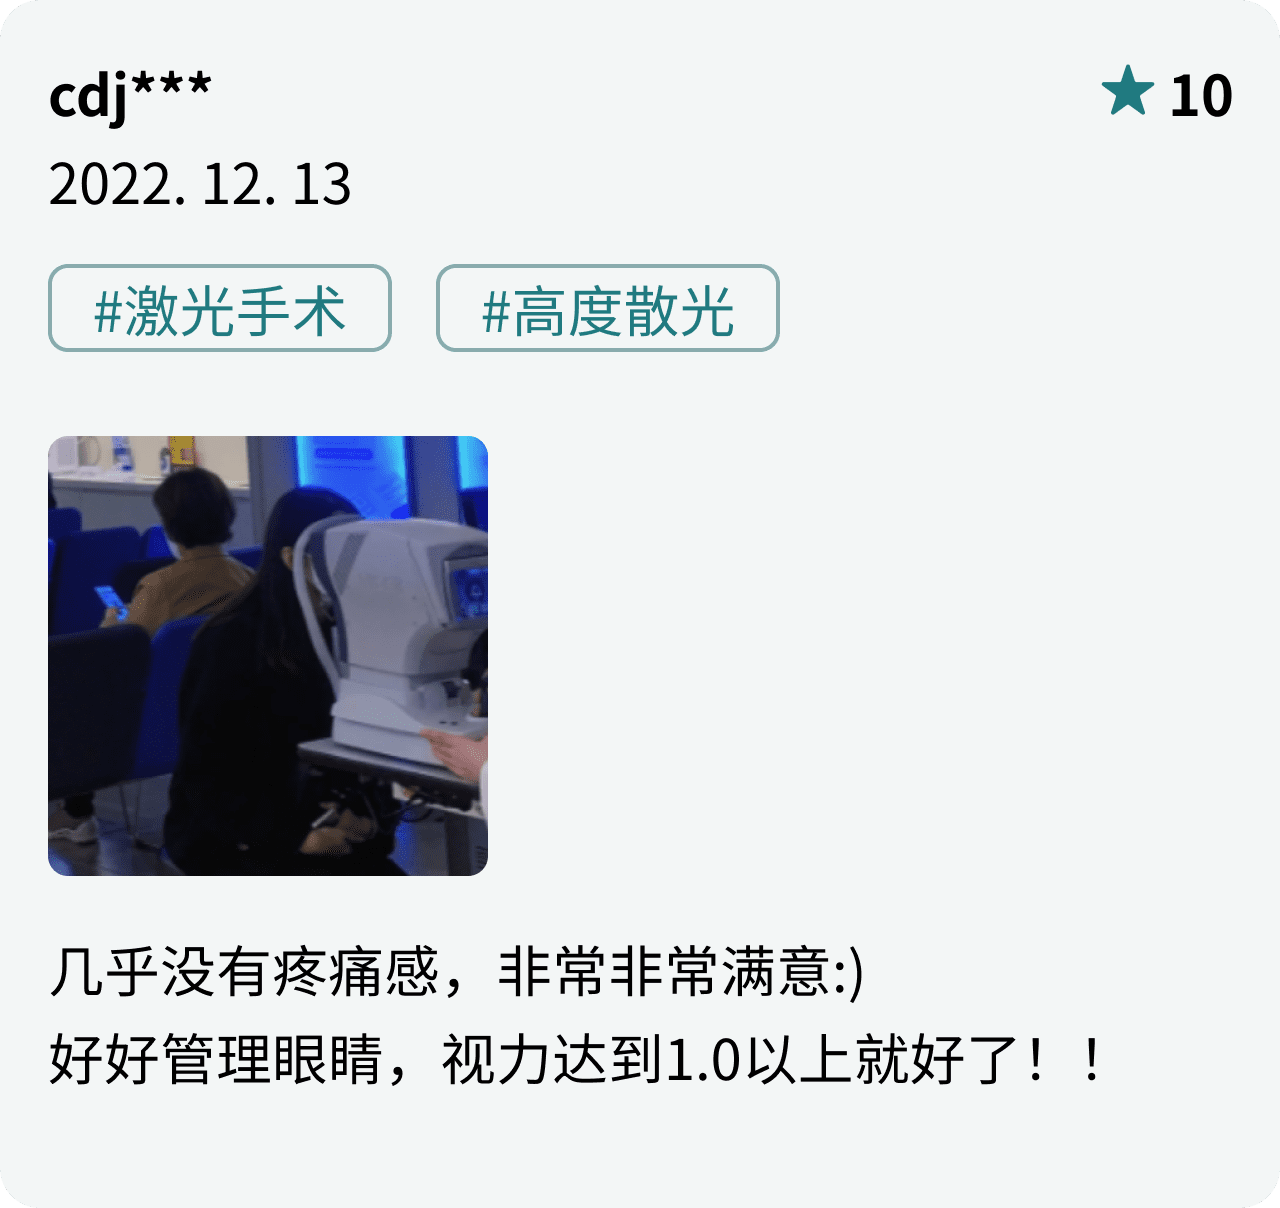 cdj***
★ 10
2022. 12. 13
#激光手术 #高度散光
几乎没有疼痛感，非常非常满意:)
好好管理眼睛，视力达到1.0以上就好了！！